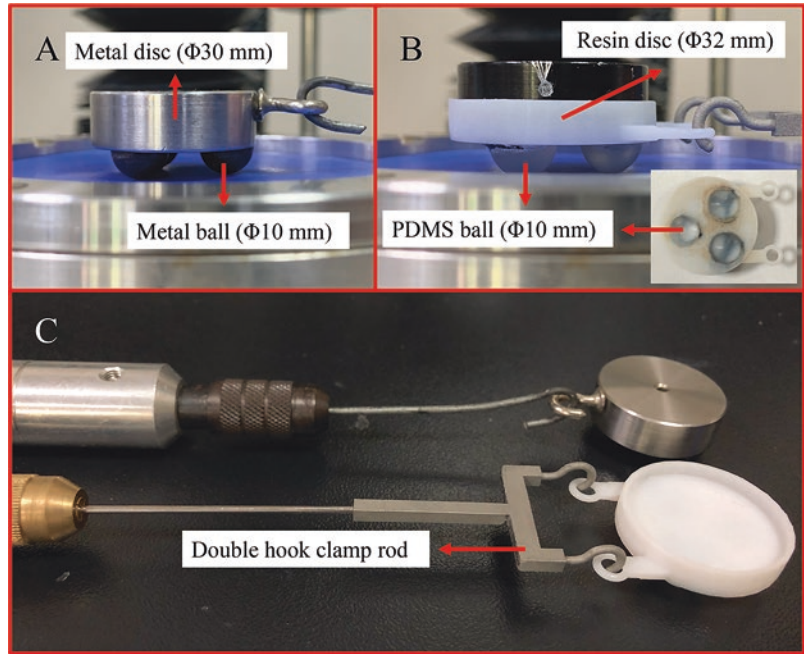 A
Metal disc (Φ30 mm)
Metal ball (Φ10 mm)
B
Resin disc (Φ32 mm)
PDMS ball (Φ10 mm)
C
Double hook clamp rod